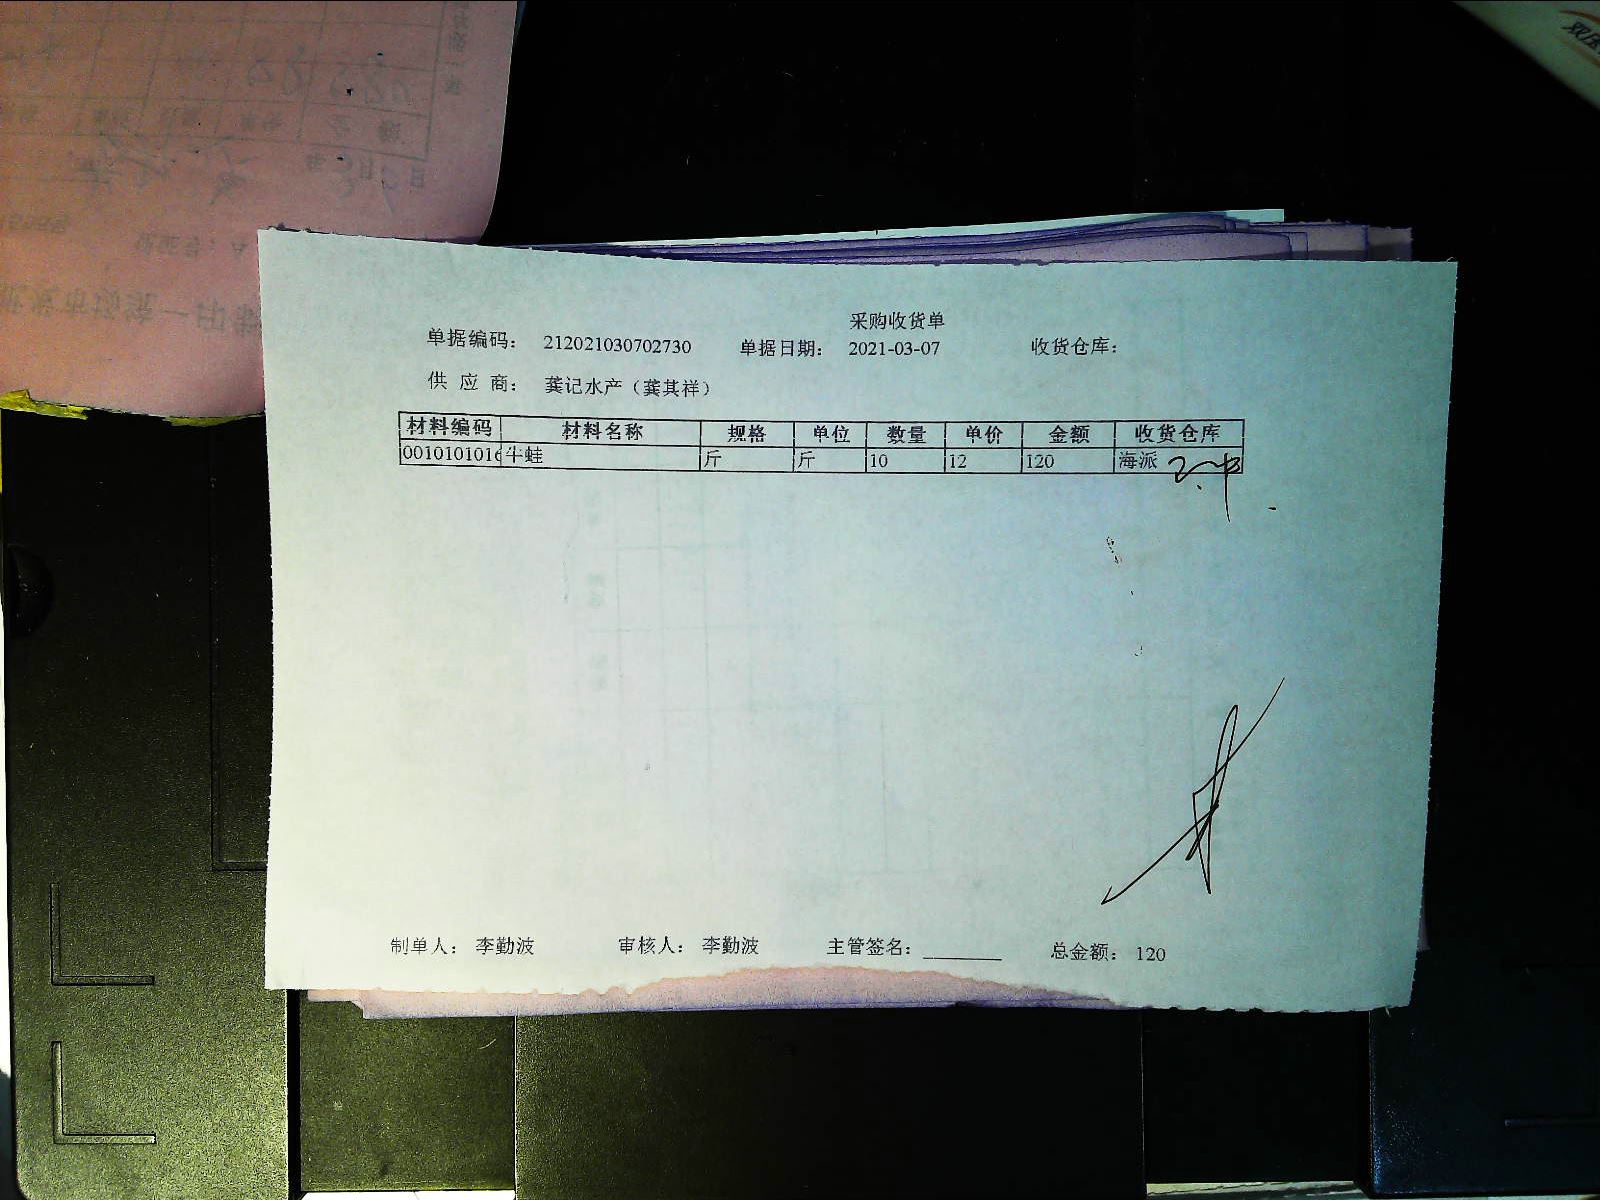 采购收货单
单据编码： 212021030702730 单据日期： 2021-03-07 收货仓库：
供 应 商： 龚记水产（龚其祥）
材料编码 材料名称 规格 单位 数量 单价 金额 收货仓库
001010101 牛蛙 斤 斤 10 12 120 海派
制单人： 李勤波 审核人： 李勤波 主管签名： 总金额： 120